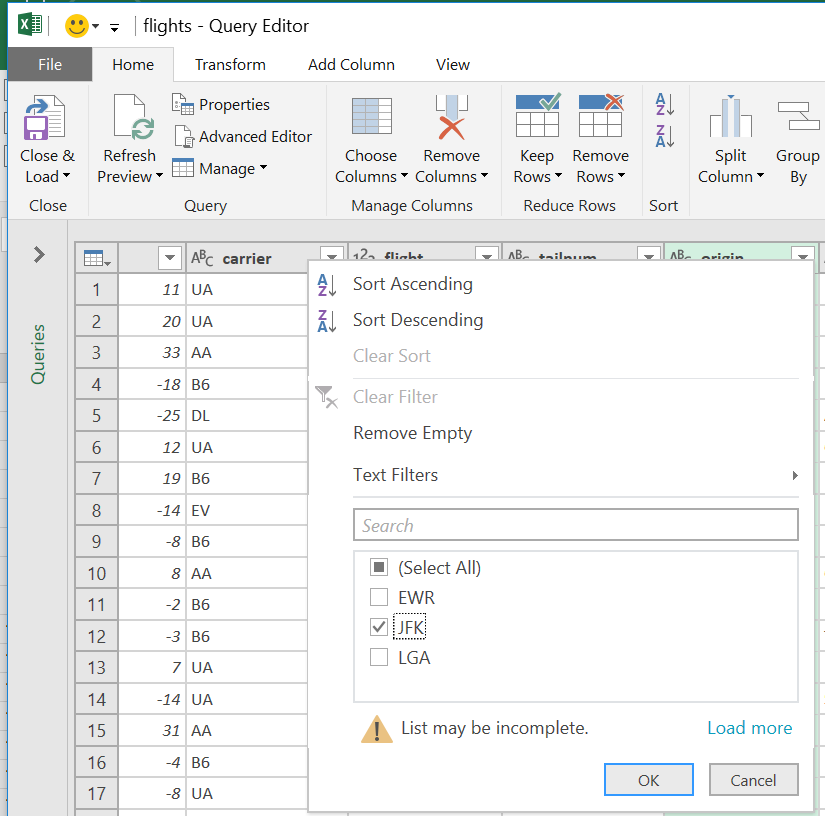 flights - Query Editor
File Home Transform Add Column View
Close & Load
Refresh Preview
Properties
Advanced Editor
Manage
Choose Columns
Remove Columns
Keep Rows
Remove Rows
A Z
Z A
Split Column
Group By
Close Query Manage Columns Reduce Rows Sort
Queries
ABC carrier 123 flight ABC tailnum ABC origin
1 11 UA
2 20 UA
3 33 AA
4 -18 B6
5 -25 DL
6 12 UA
7 19 B6
8 -14 EV
9 -8 B6
10 8 AA
11 -2 B6
12 -3 B6
13 7 UA
14 -14 UA
15 31 AA
16 -4 B6
17 -8 UA
A Z Sort Ascending
Z A Sort Descending
Clear Sort
Clear Filter
Remove Empty
Text Filters
Search
(Select All)
EWR
JFK
LGA
List may be incomplete. Load more
OK Cancel